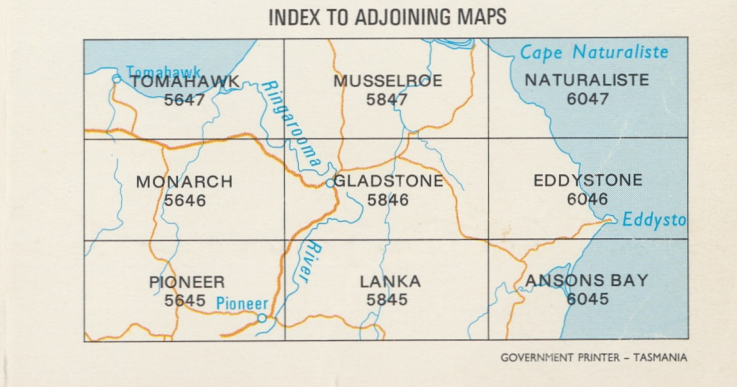 INDEX TO ADJOINING MAPS
Cape Naturaliste
Tomahawk
TOMAHAWK
5647
MUSSELROE
5847
NATURALISTE
6047
Ringarooma
MONARCH
5646
GLADSTONE
5846
EDDYSTONE
6046
Eddysto
River
PIONEER
5645
Pioneer
LANKA
5845
ANSONS BAY
6045
GOVERNMENT PRINTER – TASMANIA